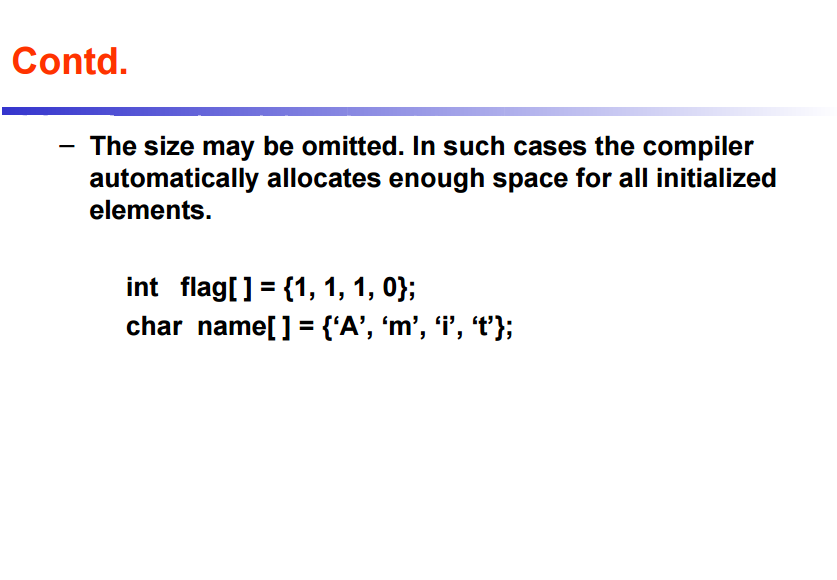 Contd.
– The size may be omitted. In such cases the compiler
automatically allocates enough space for all initialized
elements.
int flag[ ] = {1, 1, 1, 0};
char name[ ] = {‘A’, ‘m’, ‘i’, ‘t’};